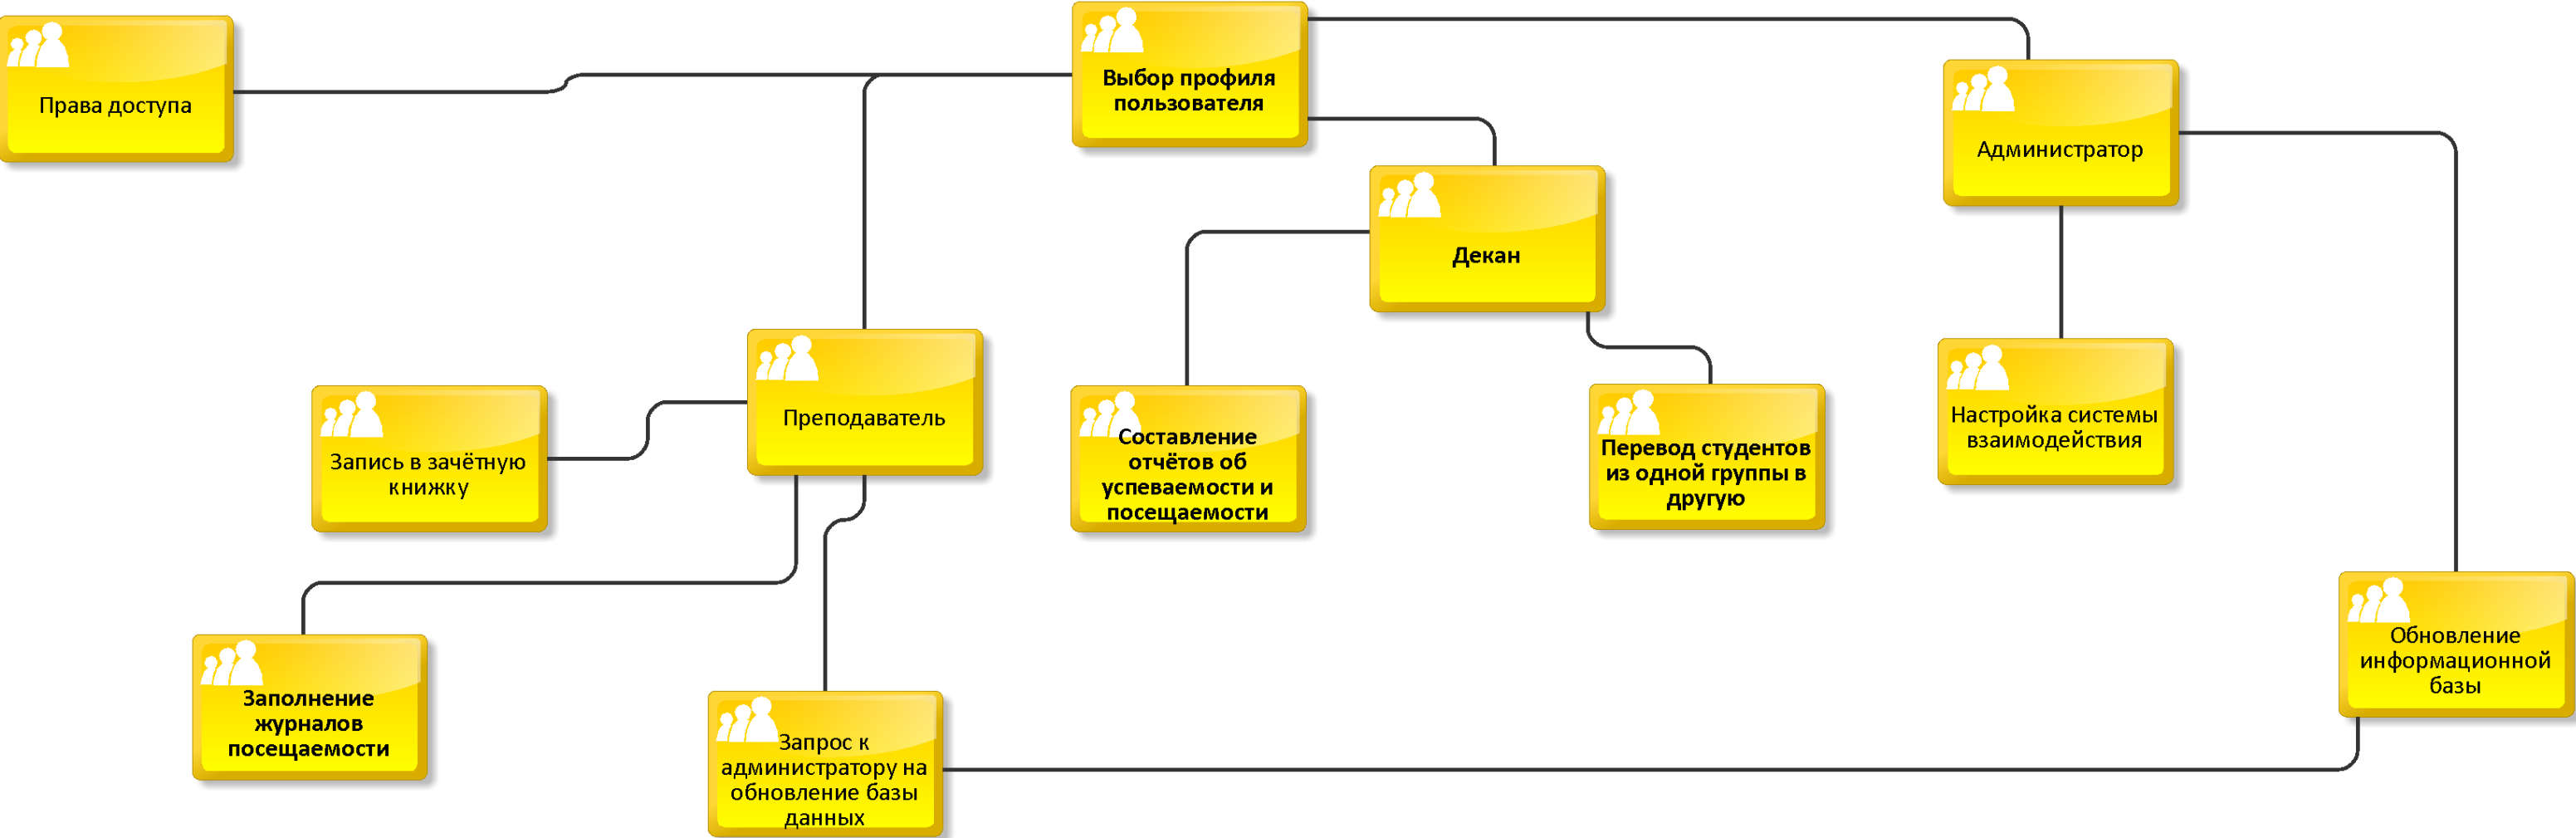 Права доступа
Выбор профиля
пользователя
Администратор
Декан
Преподаватель
Запись в зачётную
книжку
Составление
отчётов об
успеваемости и
посещаемости
Перевод студентов
из одной группы в
другую
Настройка системы
взаимодействия
Заполнение
журналов
посещаемости
Запрос к
администратору на
обновление базы
данных
Обновление
информационной
базы